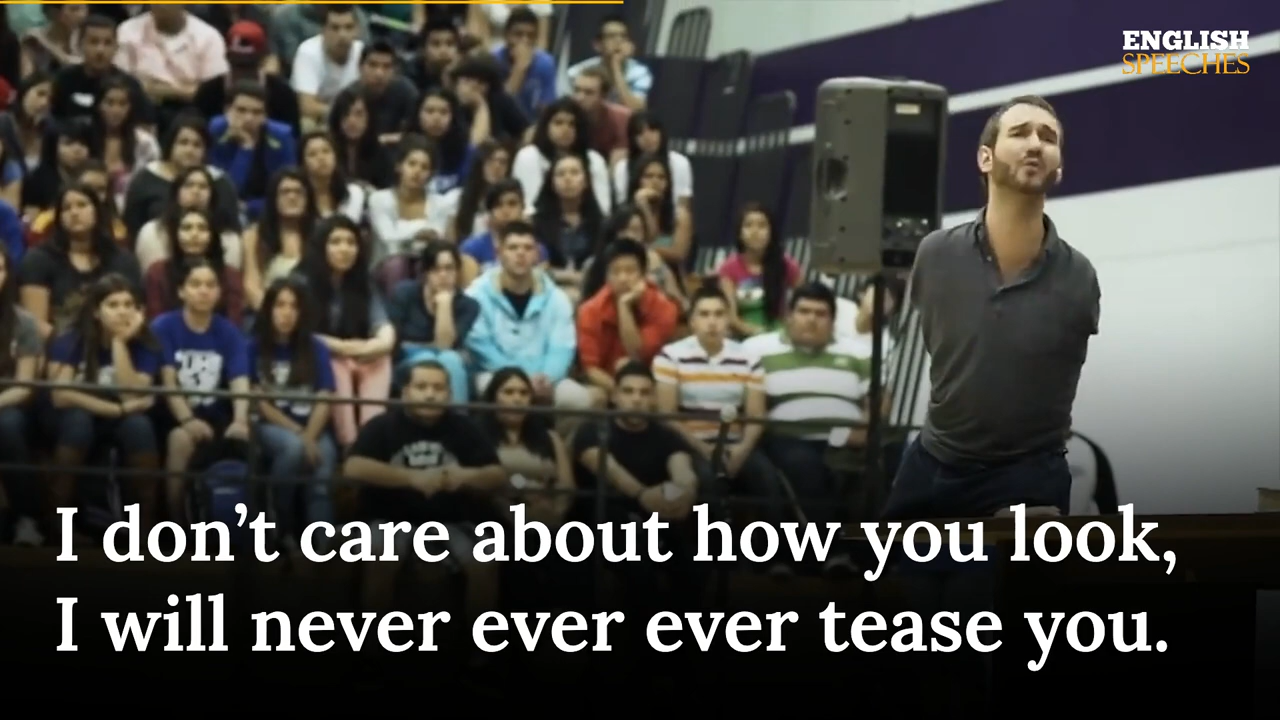 ENGLISH
SPEECHES
I don’t care about how you look,
I will never ever ever tease you.